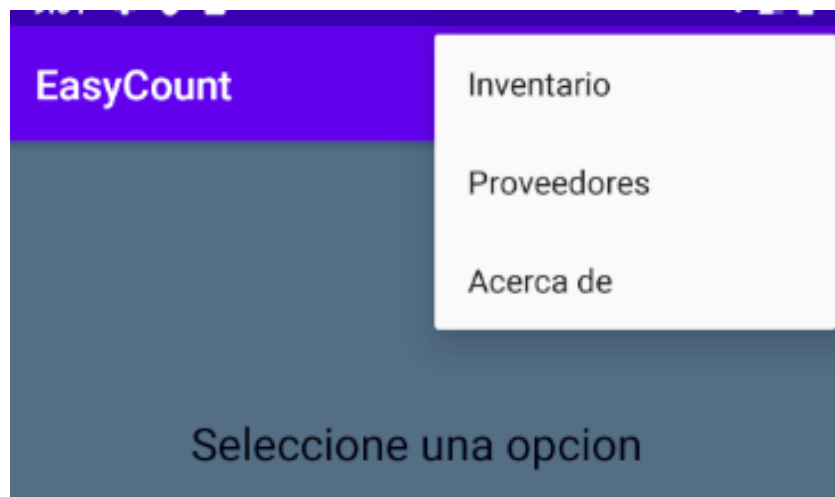 EasyCount
Inventario
Proveedores
Acerca de
Seleccione una opcion